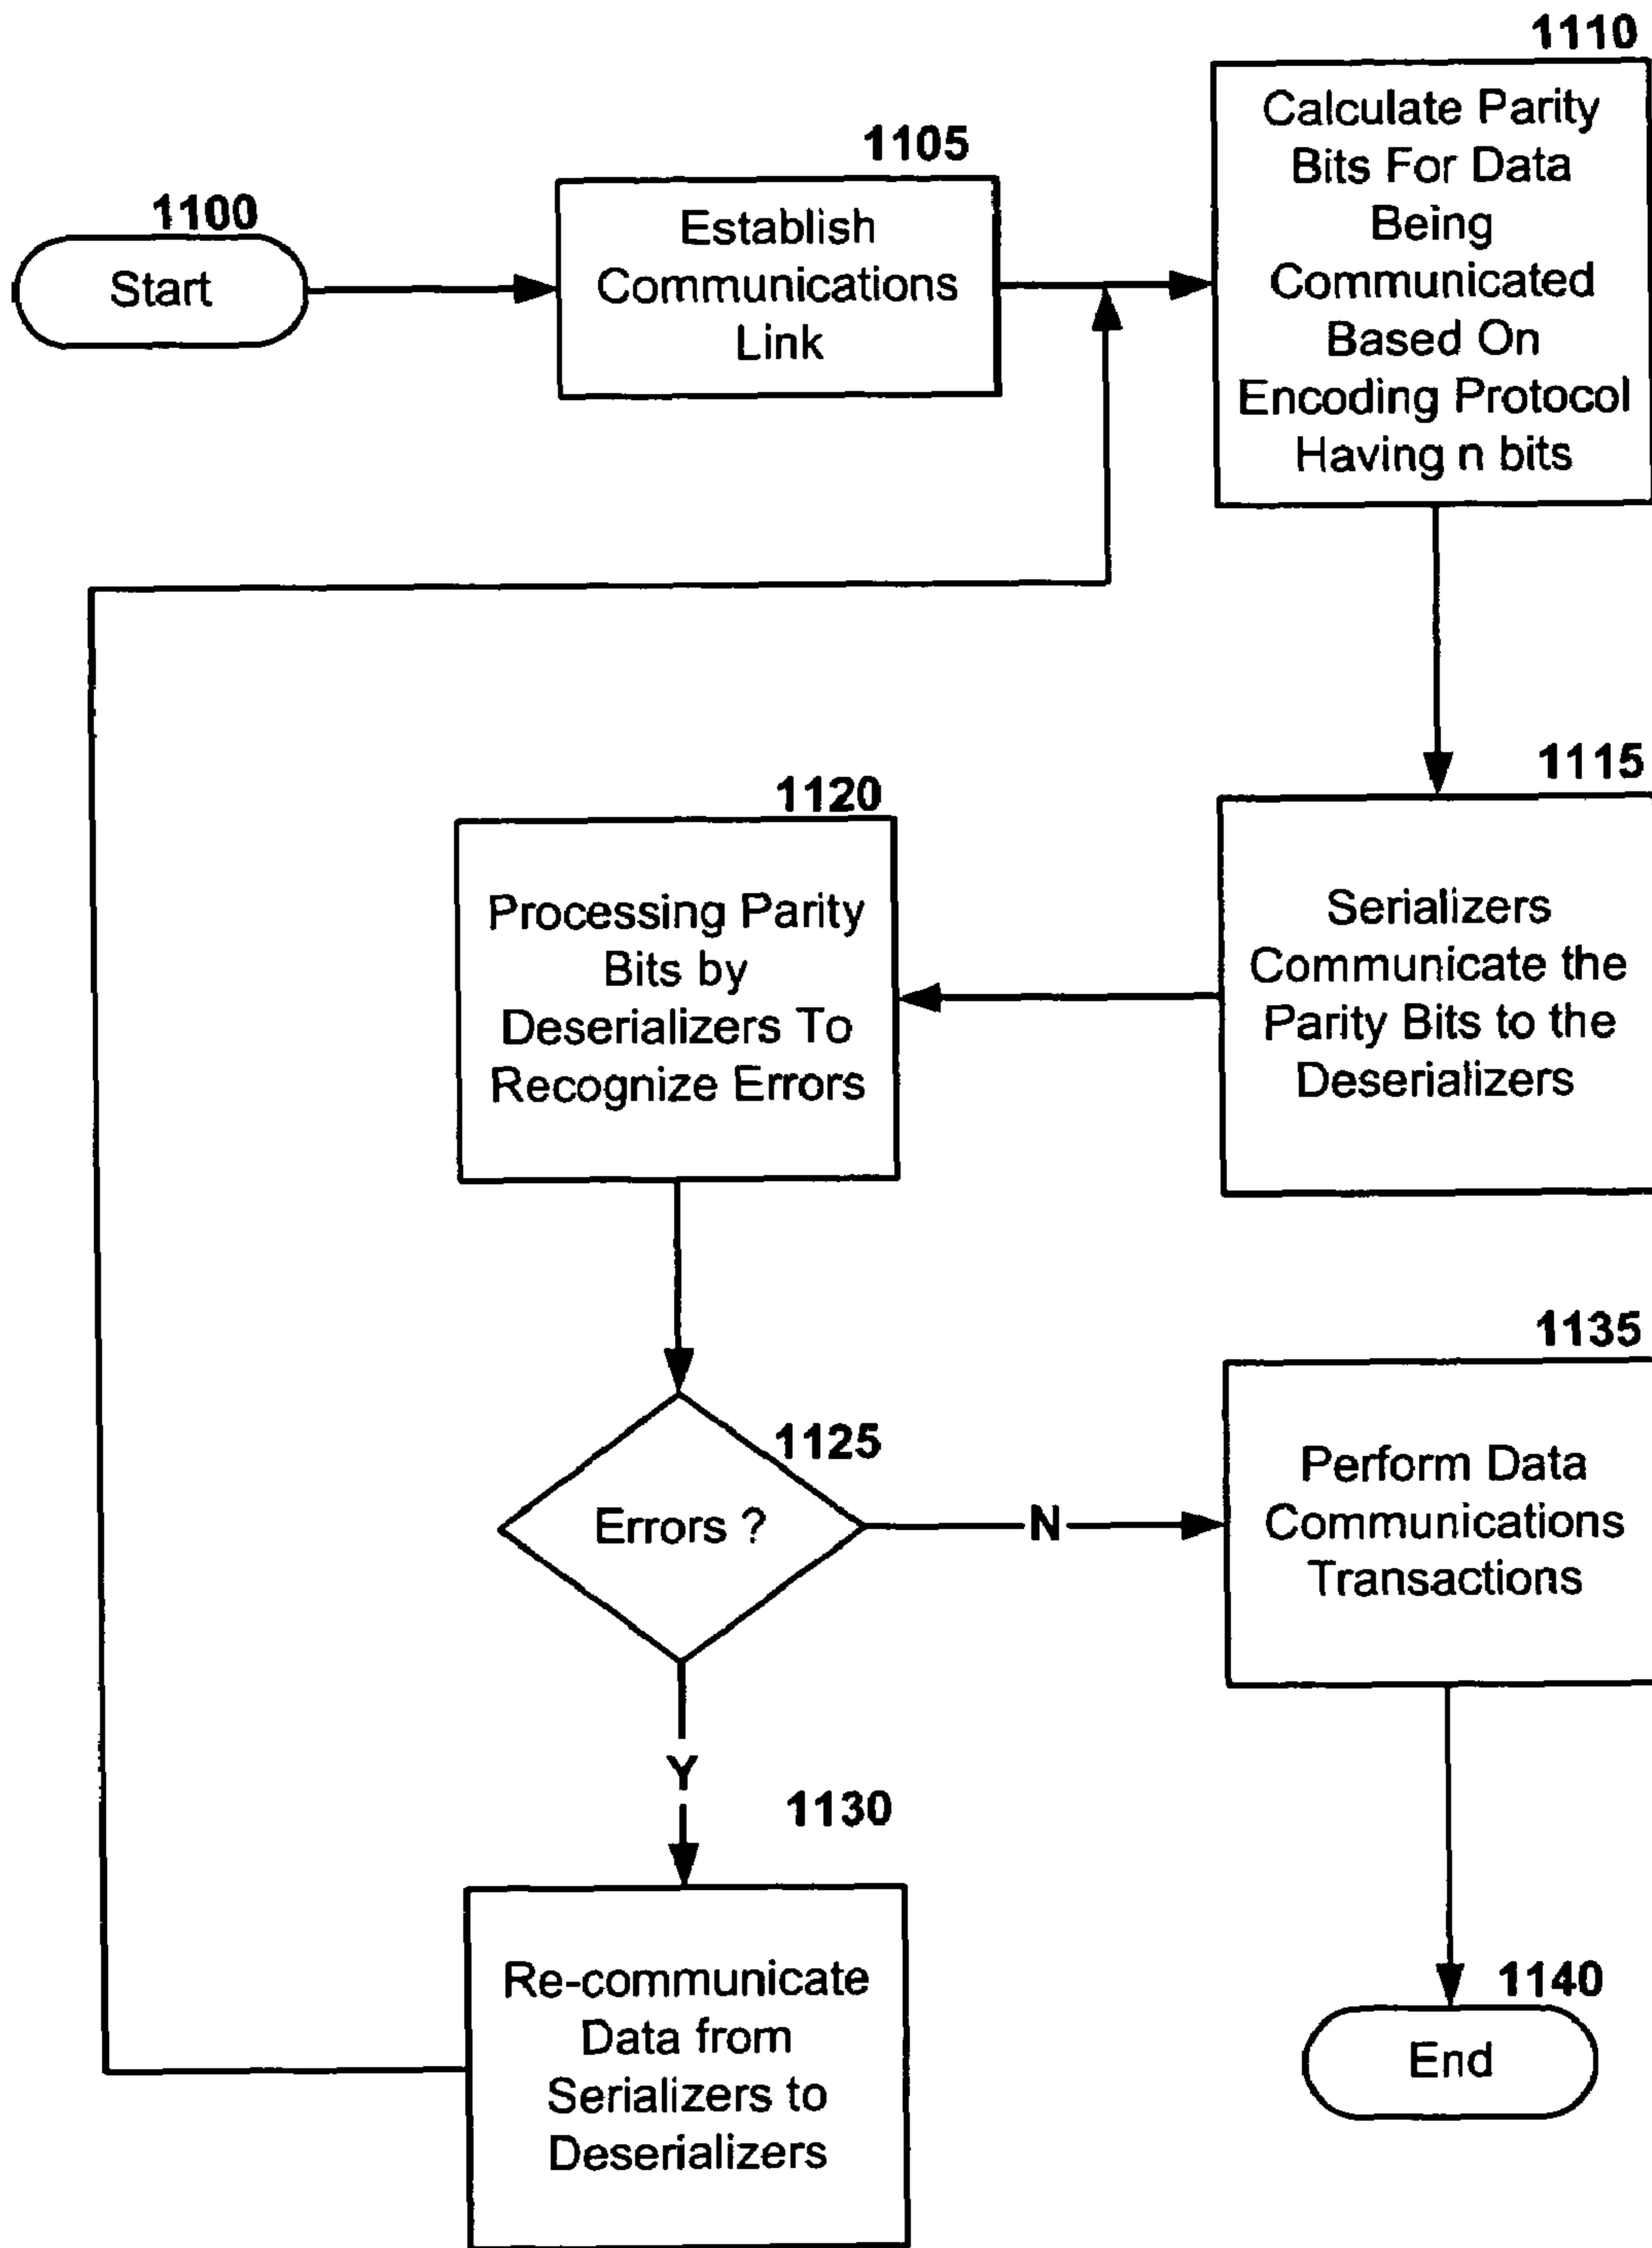 1100
Start
1105
Establish
Communications
Link
1110
Calculate Parity
Bits For Data
Being
Communicated
Based On
Encoding Protocol
Having n bits
1115
Serializers
Communicate the
Parity Bits to the
Deserializers
1120
Processing Parity
Bits by
Deserializers To
Recognize Errors
1125
Errors ?
N
Y
1130
Re-communicate
Data from
Serializers to
Deserializers
1135
Perform Data
Communications
Transactions
1140
End